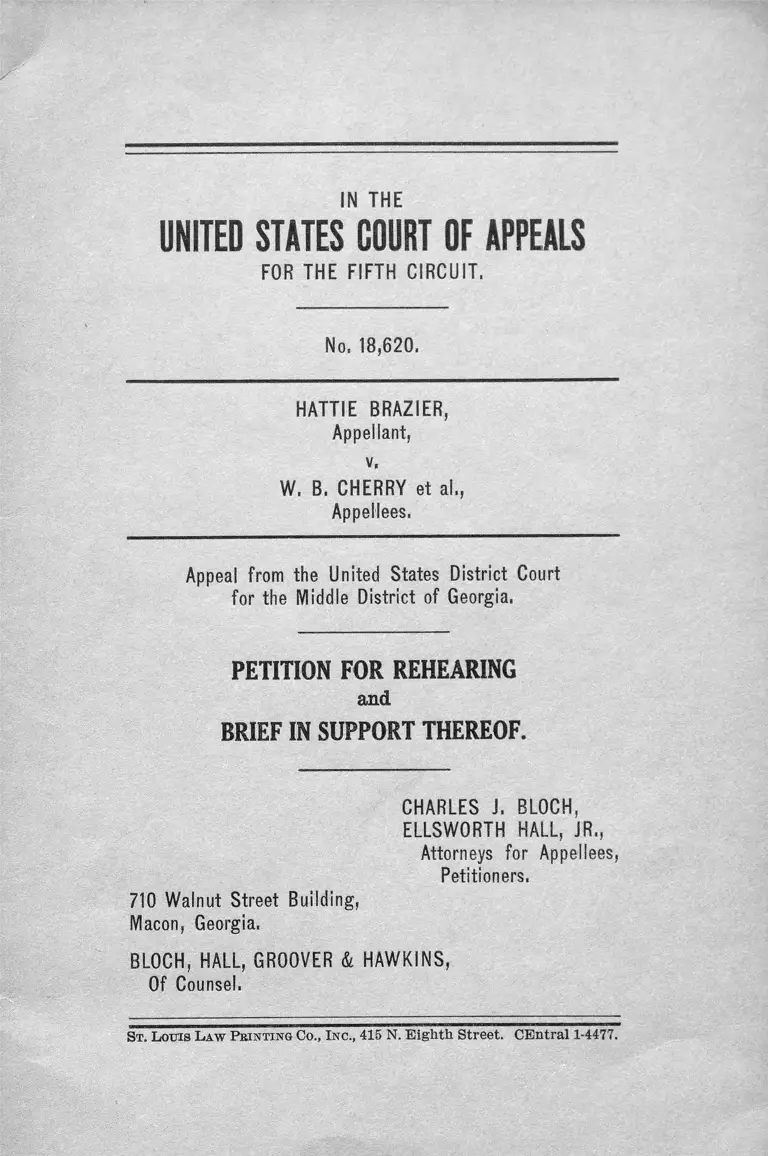 IN THE
UNITED STATES COURT OF APPEALS
FOR THE FIFTH CIRCUIT.
No. 18,620.
HATTIE BRAZIER,
Appellant,
v.
W. B. CHERRY et al.,
Appellees.
Appeal from the United States District Court
for the Middle District of Georgia.
PETITION FOR REHEARING
and
BRIEF IN SUPPORT THEREOF.
CHARLES J. BLOCH,
ELLSWORTH HALL, JR.,
Attorneys for Appellees,
Petitioners.
710 Walnut Street Building,
Macon, Georgia.
BLOCH, HALL, GROOVER & HAWKINS,
Of Counsel.
ST. LOUIS LAW PRINTING CO., INC., 415 N. Eighth Street. CEntral 1-4477.